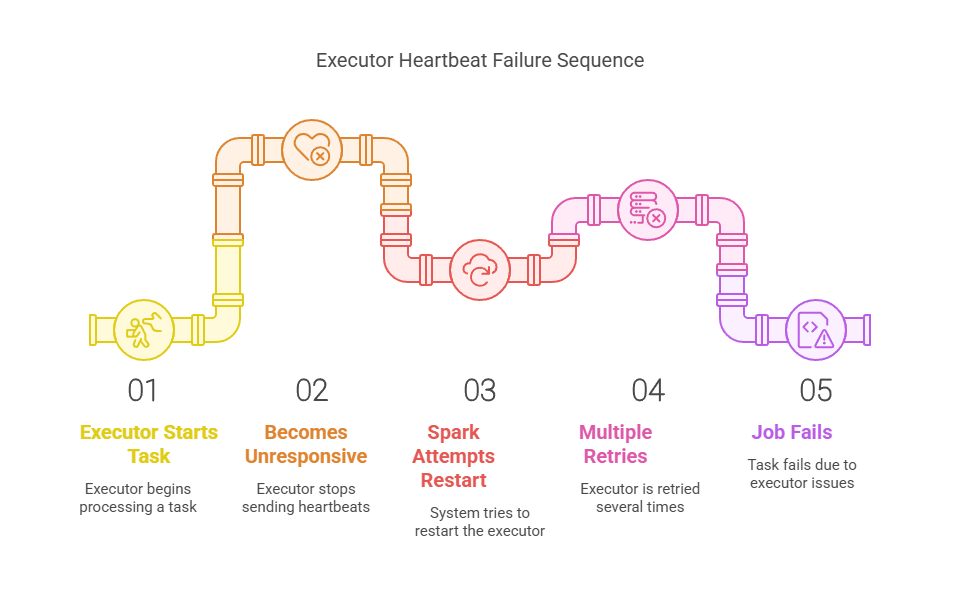 Executor Heartbeat Failure Sequence
01
Executor Starts
Task
Executor begins
processing a task
02
Becomes
Unresponsive
Executor stops
sending heartbeats
03
Spark
Attempts
Restart
System tries to
restart the executor
04
Multiple
Retries
Executor is retried
several times
05
Job Fails
Task fails due to
executor issues